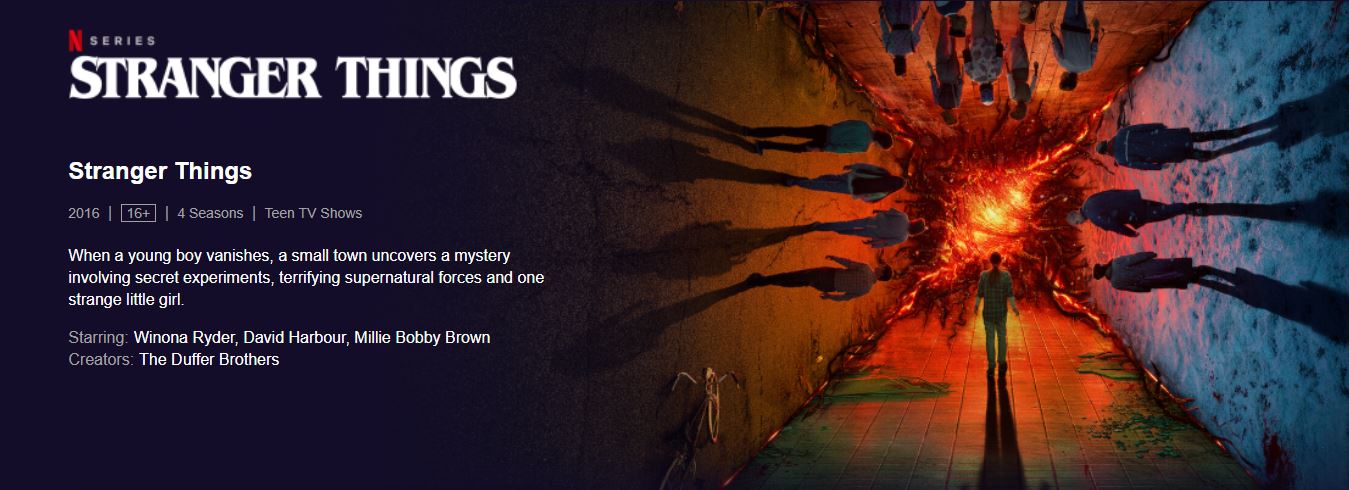 N SERIES
STRANGER THINGS
Stranger Things
2016 | 16+ | 4 Seasons | Teen TV Shows
When a young boy vanishes, a small town uncovers a mystery
involving secret experiments, terrifying supernatural forces and one
strange little girl.
Starring: Winona Ryder, David Harbour, Millie Bobby Brown
Creators: The Duffer Brothers